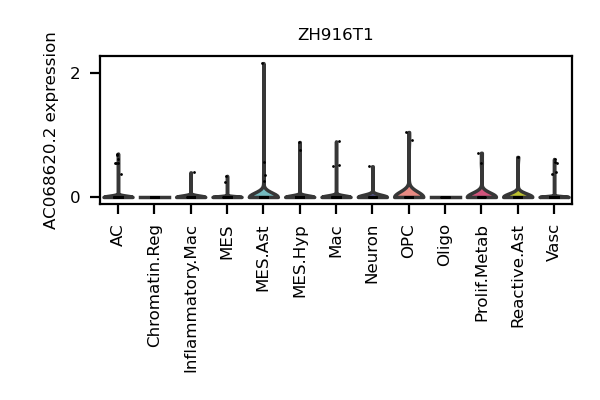 ZH916T1
AC068620.2 expression
2
0
AC
Chromatin.Reg
Inflammatory.Mac
MES
MES.Ast
MES.Hyp
Mac
Neuron
OPC
Oligo
Prolif.Metab
Reactive.Ast
Vasc